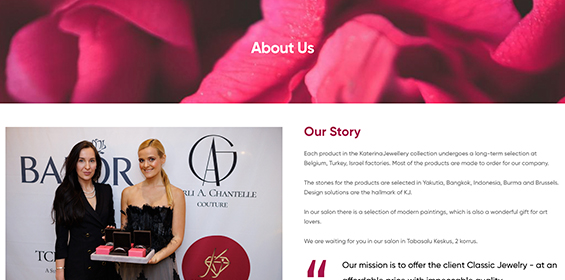 About Us
Our Story
Each product in the KaterinaJewellery collection undergoes a long-term selection at
Belgium, Turkey, Israel factories. Most of the products are made to order for our company.
The stones for the products are selected in Yakutia, Bangkok, Indonesia, Burma and Brussels.
Design solutions are the hallmark of KJ.
In our salon there is a selection of modern paintings, which is also a wonderful gift for art
lovers.
We are waiting for you in our salon in Tabasalu Keskus, 2 korrus.
Our mission is to offer the client Classic Jewelry - at an
affordable price with impeccable quality
CHANTELLE
COUTURE